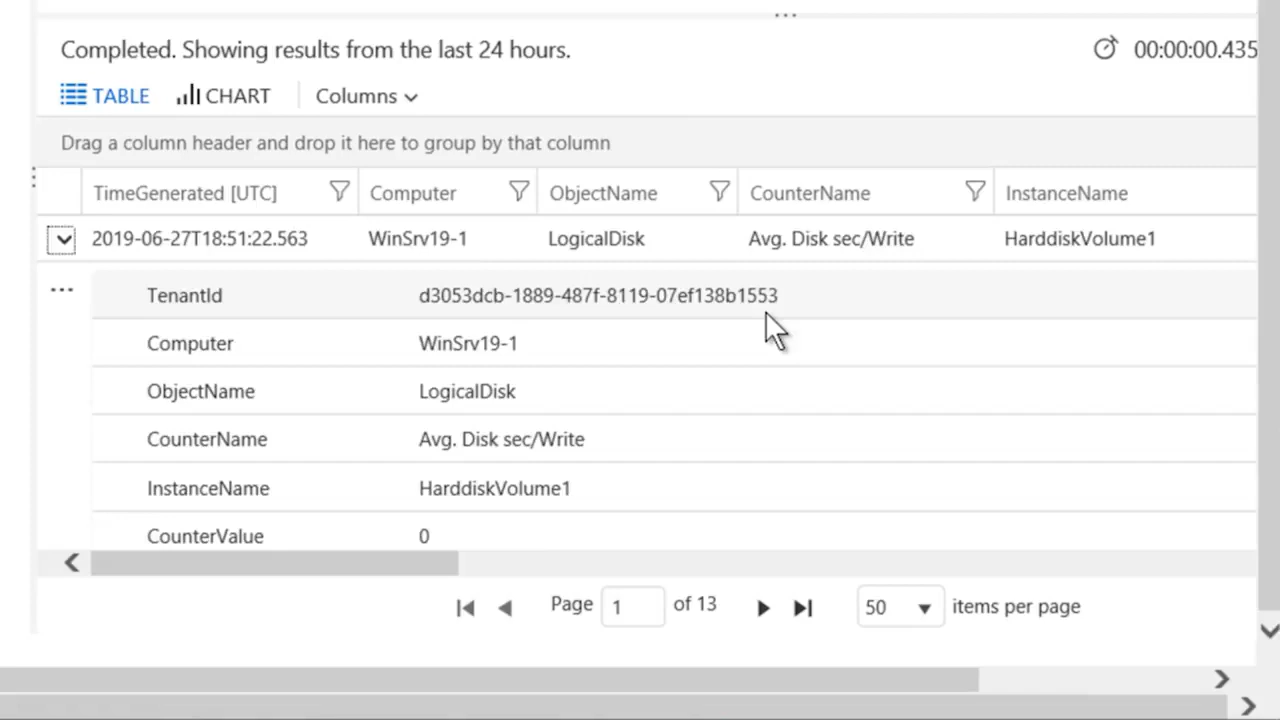 Completed. Showing results from the last 24 hours. 00:00:00.435
TABLE CHART Columns
Drag a column header and drop it here to group by that column
TimeGenerated [UTC] Computer ObjectName CounterName InstanceName
2019-06-27T18:51:22.563 WinSrv19-1 LogicalDisk Avg. Disk sec/Write HarddiskVolume1
... TenantId d3053dcb-1889-487f-8119-07ef138b1553
Computer WinSrv19-1
ObjectName LogicalDisk
CounterName Avg. Disk sec/Write
InstanceName HarddiskVolume1
CounterValue 0
Page 1 of 13 50 items per page